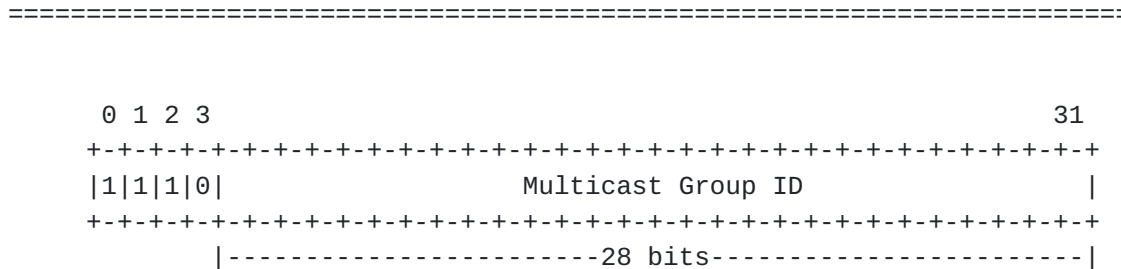 ========================================================================
0 1 2 3 31
+-+-+-+-+-+-+-+-+-+-+-+-+-+-+-+-+-+-+-+-+-+-+-+-+-+-+-+-+-+-+-+-+
|1|1|1|0| Multicast Group ID |
+-+-+-+-+-+-+-+-+-+-+-+-+-+-+-+-+-+-+-+-+-+-+-+-+-+-+-+-+-+-+-+-+
|------------------------28 bits------------------------|